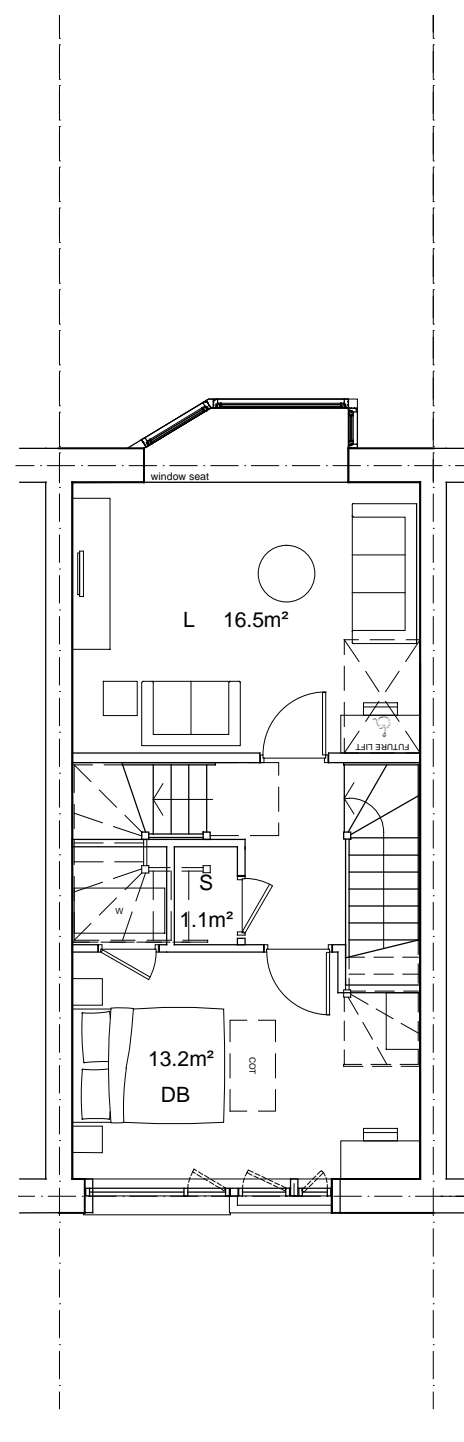 window seat
L 16.5m²
FUTURE LIFT
S
1.1m²
W
13.2m²
COT
DB